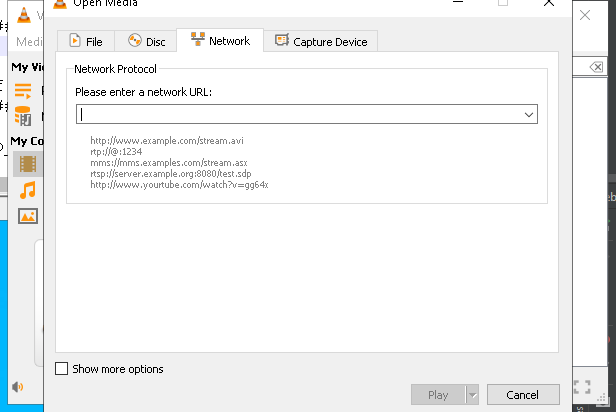 Open Media
Medi
File
Disc
Network
Capture Device
My Vi
Network Protocol
Please enter a network URL:
http://www.example.com/stream.avi
rtp://@:1234
mms://mms.examples.com/stream.asx
rtsp://server.example.org:8080/test.sdp
http://www.yourtube.com/watch?v=gg64x
My Co
Show more options
Play
Cancel